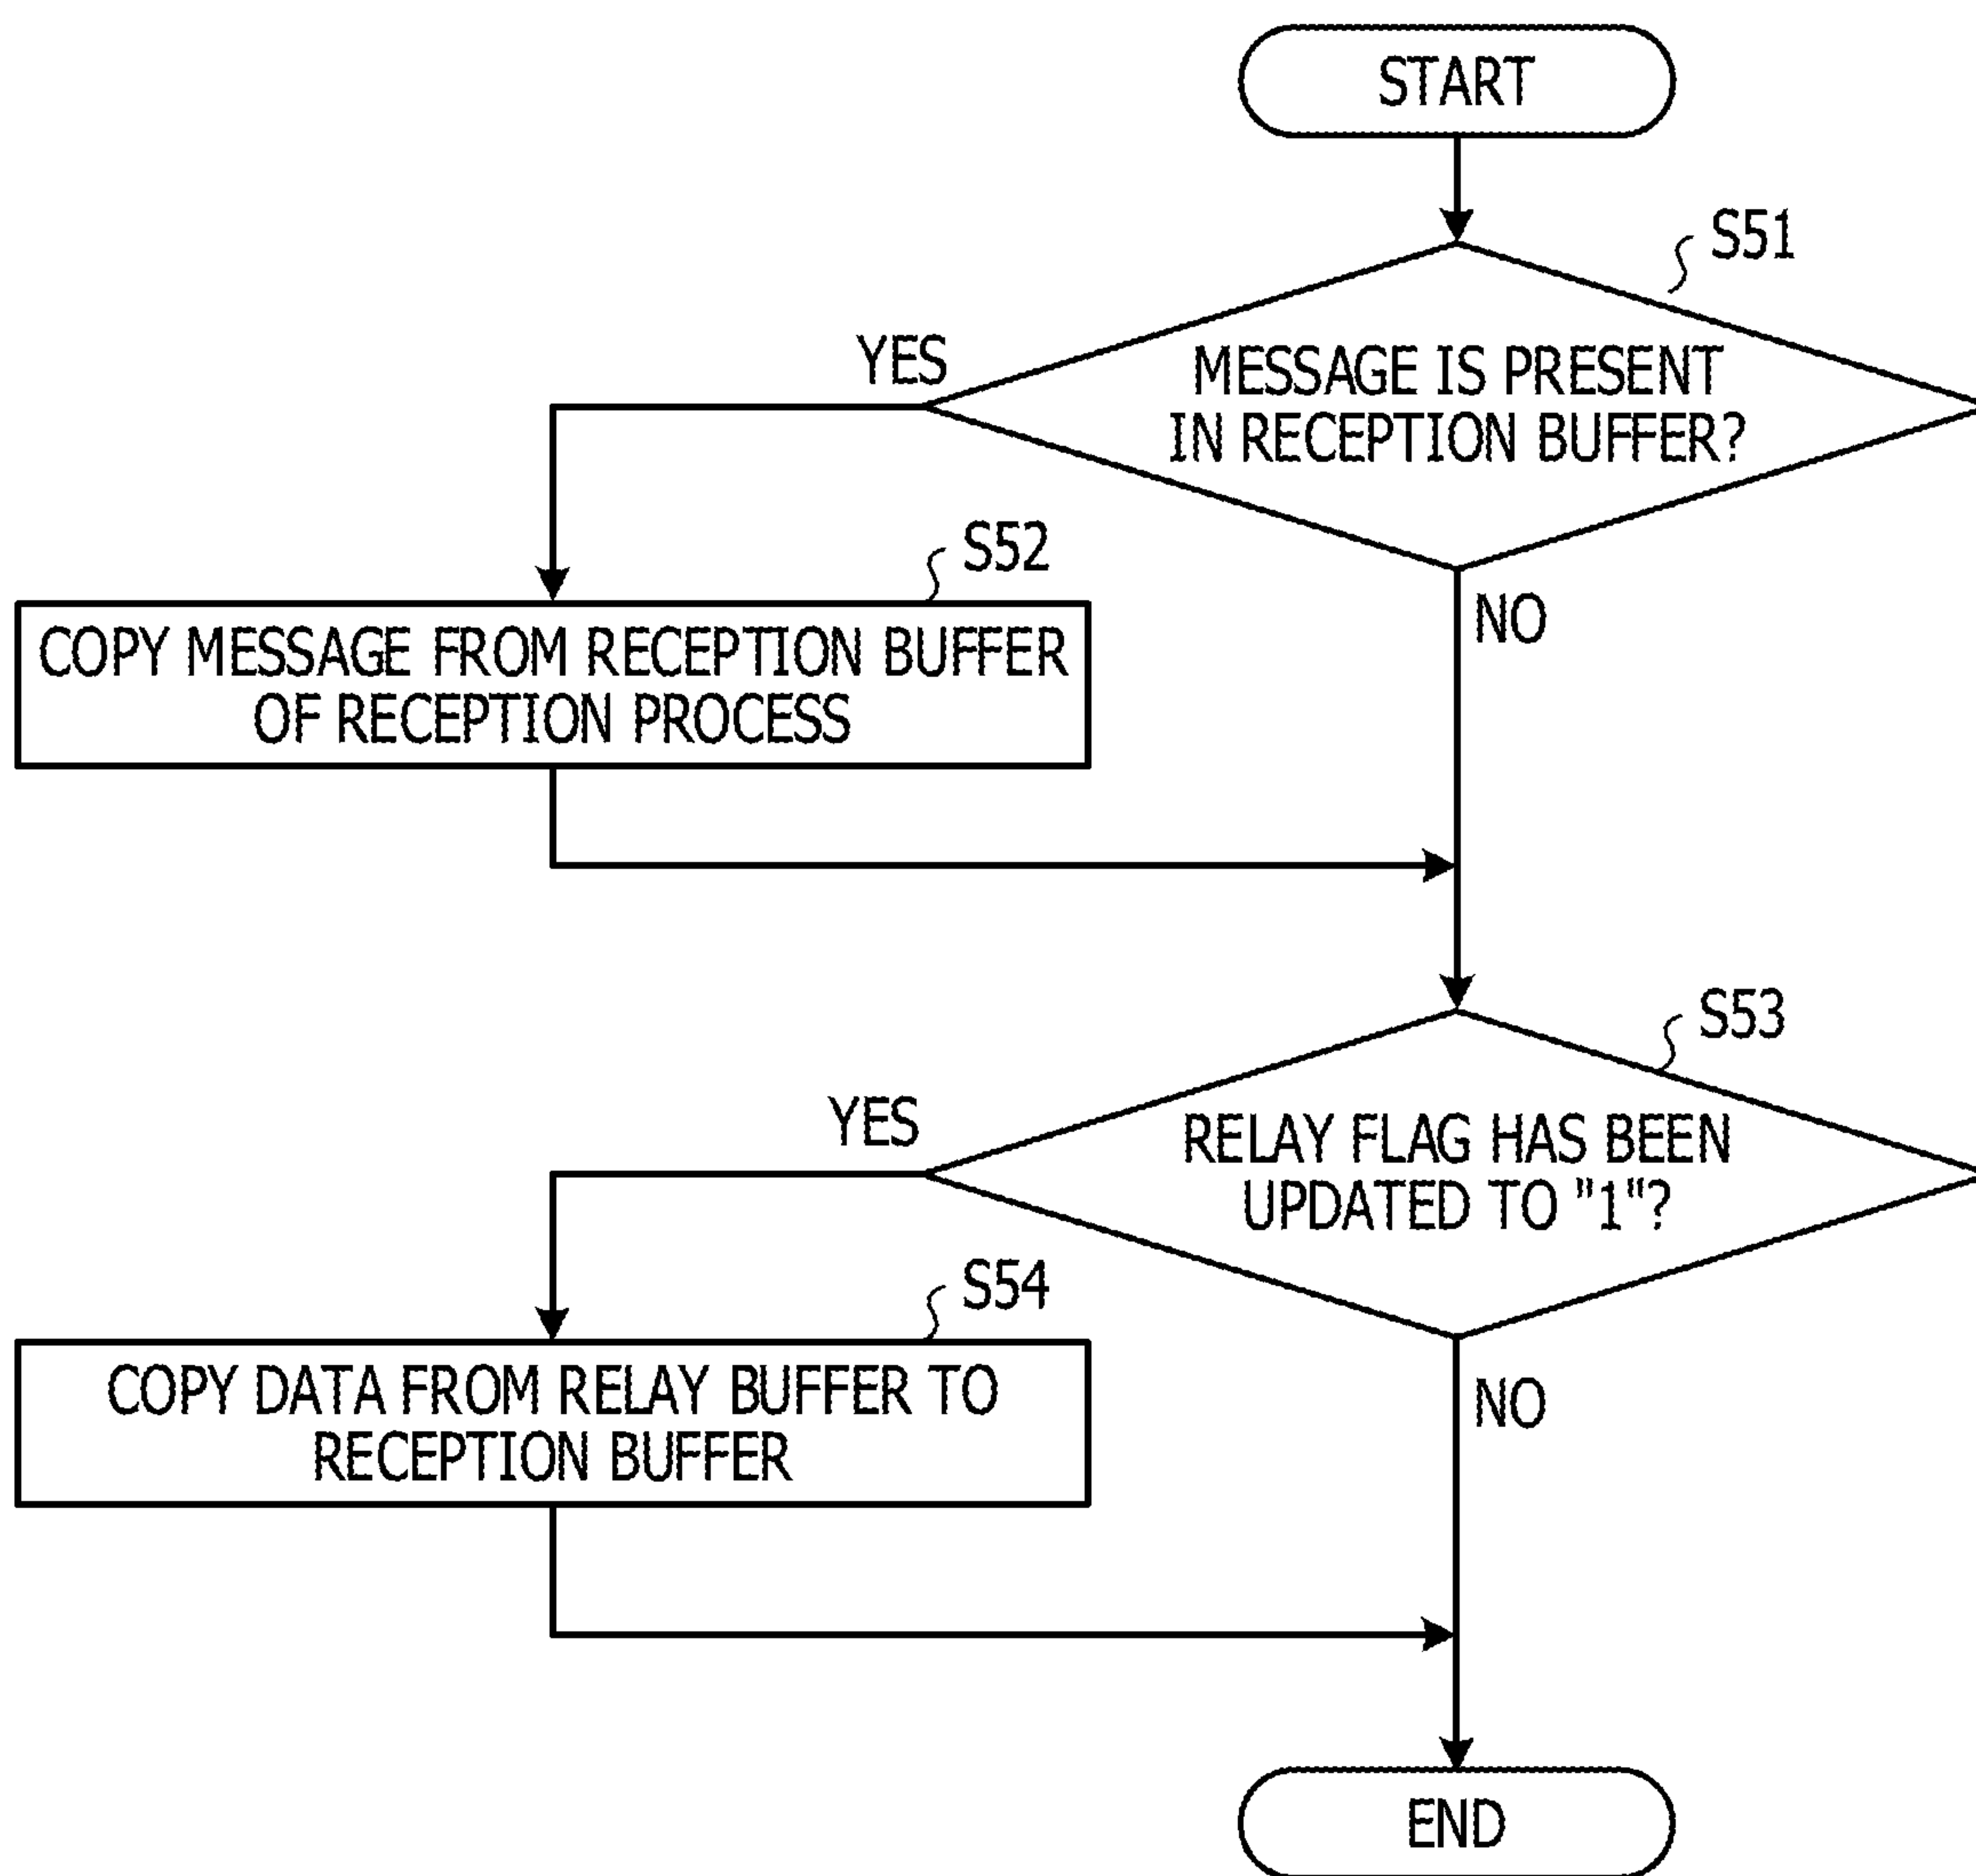 START
S51
YES
MESSAGE IS PRESENT
IN RECEPTION BUFFER?
S52
NO
COPY MESSAGE FROM RECEPTION BUFFER
OF RECEPTION PROCESS
S53
YES
RELAY FLAG HAS BEEN
UPDATED TO "1"?
S54
NO
COPY DATA FROM RELAY BUFFER TO
RECEPTION BUFFER
END